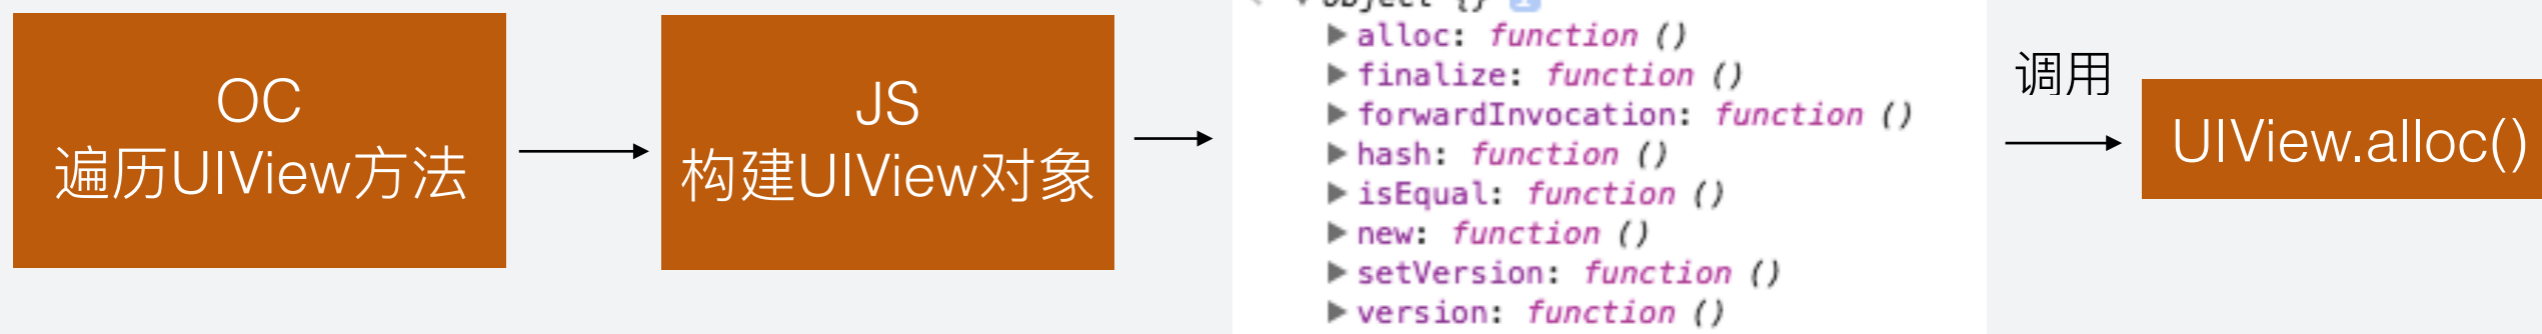 OC
遍历UIView方法
JS
构建UIView对象
Object {}
alloc: function ()
finalize: function ()
forwardInvocation: function ()
hash: function ()
isEqual: function ()
new: function ()
setVersion: function ()
version: function ()
调用
UIView.alloc()